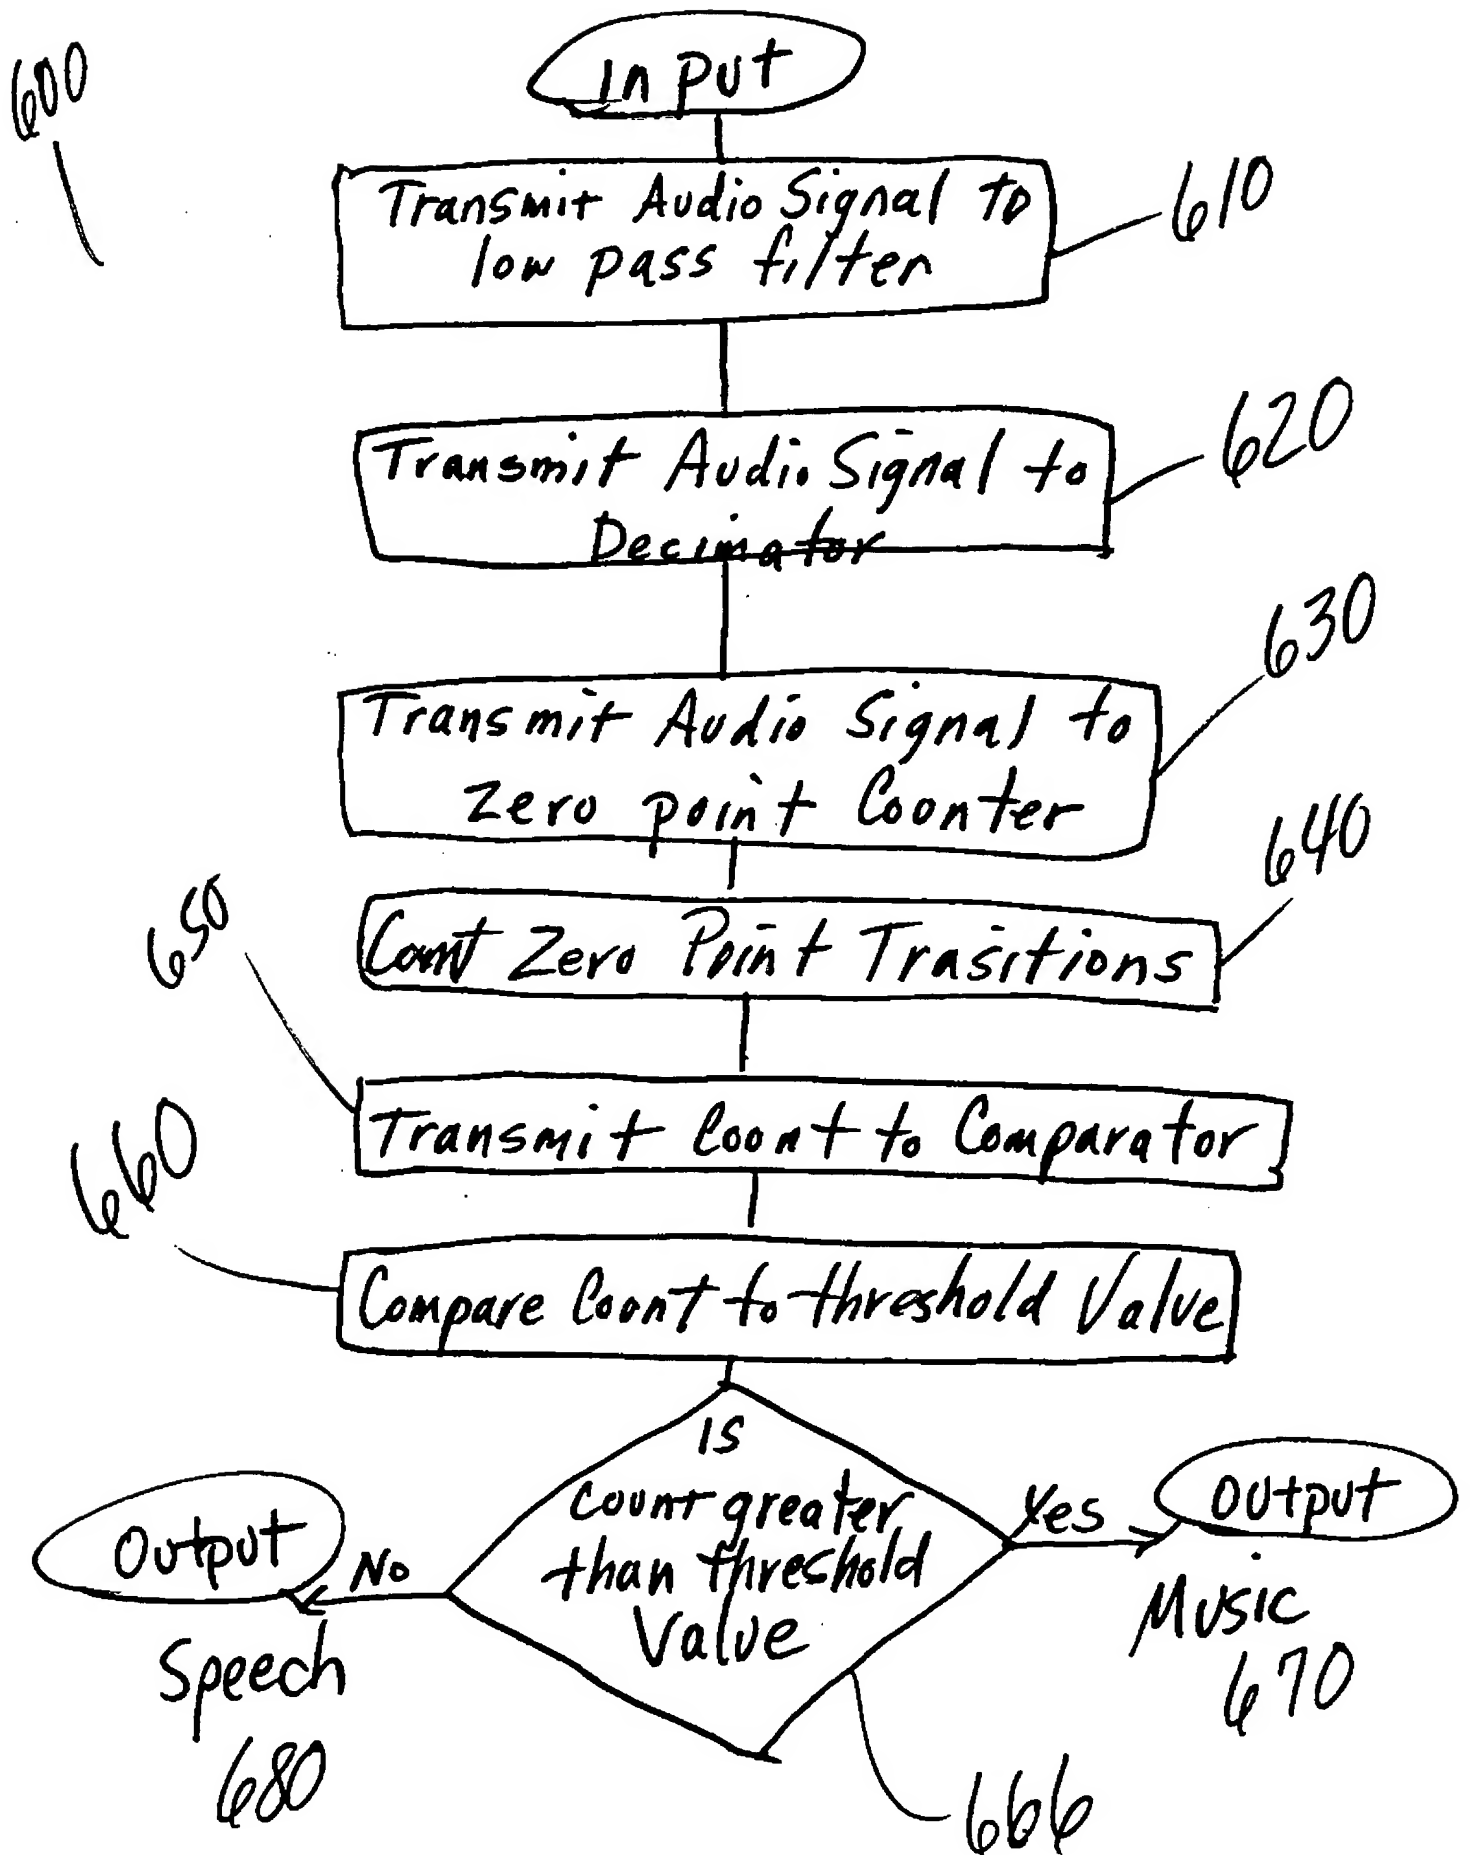 600
Input
Transmit Audio Signal to
low pass filter
610
Transmit Audio Signal to
Decimator
620
Transmit Audio Signal to
Zero point Counter
630
Count Zero Point Trasitions
640
650
Transmit Count to Comparator
660
Compare Count to threshold Value
is
count greater
than threshold
Value
666
Yes
Output
Music
670
No
Output
Speech
680